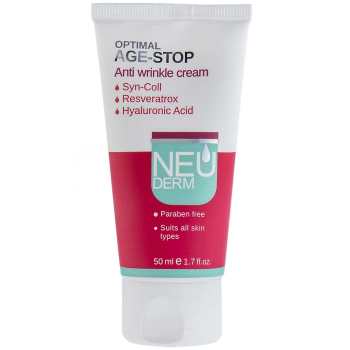 OPTIMAL
AGE-STOP
Anti wrinkle cream
Syn-Coll
Resveratrox
Hyaluronic Acid
NEU
DERM
Paraben free
Suits all skin
types
50 ml e 1.7 fl.oz.